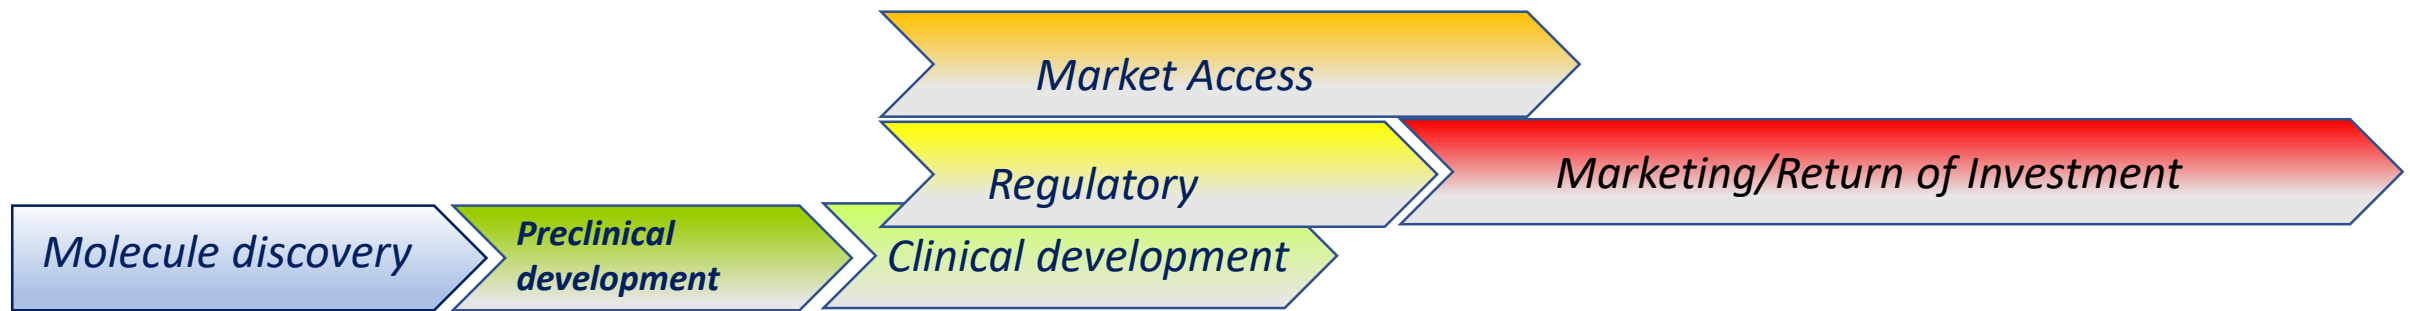 Market Access
Regulatory
Marketing/Return of Investment
Molecule discovery
Preclinical
development
Clinical development